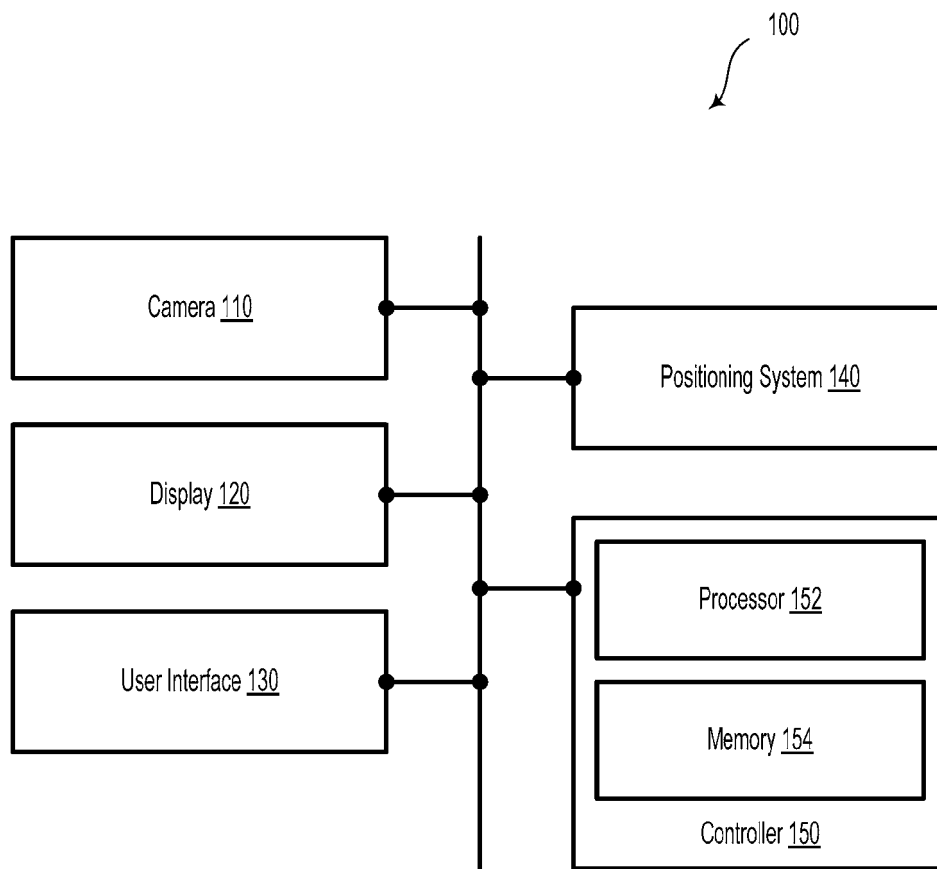 100
Camera 110
Positioning System 140
Display 120
Processor 152
User Interface 130
Memory 154
Controller 150